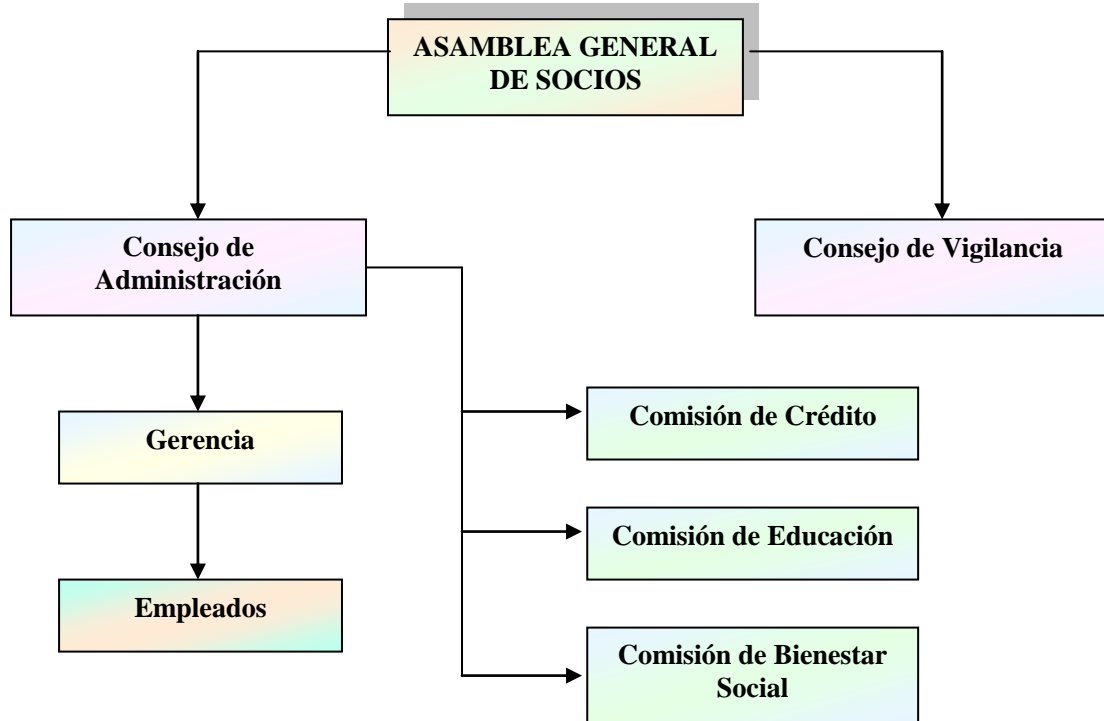 ASAMBLEA GENERAL
DE SOCIOS
Consejo de
Administración
Consejo de Vigilancia
Comisión de Crédito
Gerencia
Comisión de Educación
Empleados
Comisión de Bienestar
Social